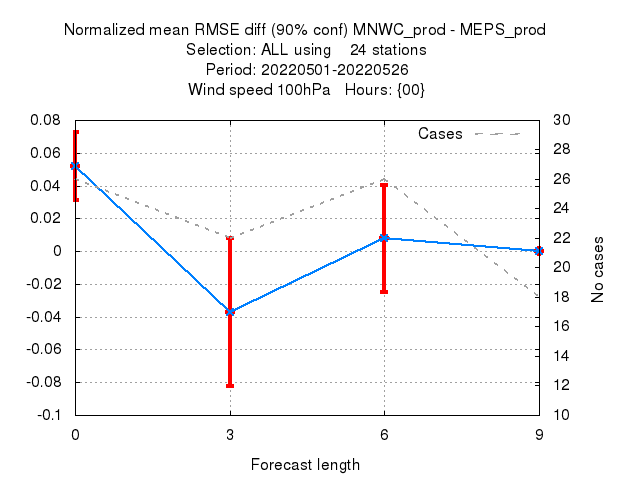 Normalized mean RMSE diff (90% conf) MNWC_prod - MEPS_prod
Selection: ALL using    24 stations
Period: 20220501-20220526
Wind speed 100hPa   Hours: {00}
Cases
0.08
0.06
0.04
0.02
0
-0.02
-0.04
-0.06
-0.08
-0.1
30
28
26
24
22
20
18
16
14
12
10
No cases
0 3 6 9
Forecast length